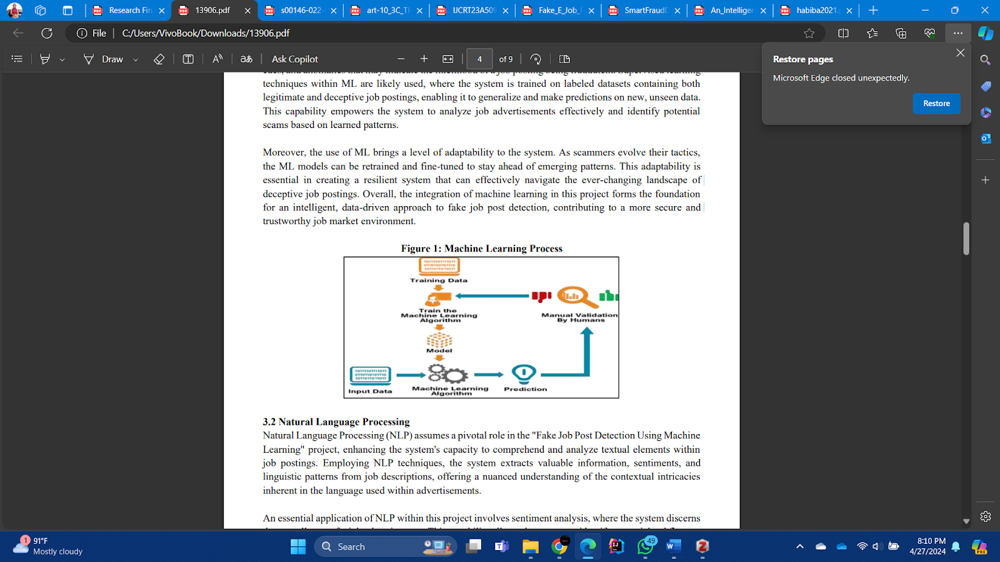 Research Fin
13906.pdf
s00146-022-
art-10_3C_Th
IJCRT23A509
Fake_E_Job_
SmartFraudD
An_Intelligen
habiba2021.
File
C:/Users/VivoBook/Downloads/13906.pdf
Draw
aあ
Ask Copilot
4
of 9
Restore pages
Microsoft Edge closed unexpectedly.
Restore
techniques within ML are likely used, where the system is trained on labeled datasets containing both
legitimate and deceptive job postings, enabling it to generalize and make predictions on new, unseen data.
This capability empowers the system to analyze job advertisements effectively and identify potential
scams based on learned patterns.
Moreover, the use of ML brings a level of adaptability to the system. As scammers evolve their tactics,
the ML models can be retrained and fine-tuned to stay ahead of emerging patterns. This adaptability is
essential in creating a resilient system that can effectively navigate the ever-changing landscape of
deceptive job postings. Overall, the integration of machine learning in this project forms the foundation
for an intelligent, data-driven approach to fake job post detection, contributing to a more secure and
trustworthy job market environment.
Figure 1: Machine Learning Process
Training Data
Train the
Machine Learning
Algorithm
Manual Validation
By Humans
Model
Input Data
Machine Learning
Algorithm
Prediction
3.2 Natural Language Processing
Natural Language Processing (NLP) assumes a pivotal role in the "Fake Job Post Detection Using Machine
Learning" project, enhancing the system's capacity to comprehend and analyze textual elements within
job postings. Employing NLP techniques, the system extracts valuable information, sentiments, and
linguistic patterns from job descriptions, offering a nuanced understanding of the contextual intricacies
inherent in the language used within advertisements.
An essential application of NLP within this project involves sentiment analysis, where the system discerns
1
91°F
Mostly cloudy
Search
49
8:10 PM
4/27/2024